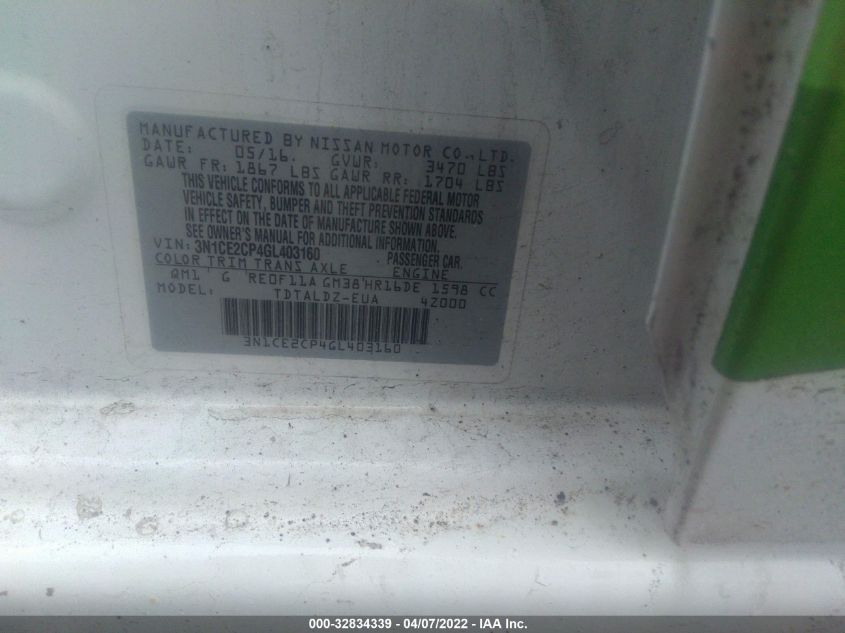 MANUFACTURED BY NISSAN MOTOR CO.,LTD.
DATE: 05/16. GVWR: 3470 LBS
GAWR FR: 1867 LBS GAWR RR: 1704 LBS
THIS VEHICLE CONFORMS TO ALL APPLICABLE FEDERAL MOTOR
VEHICLE SAFETY, BUMPER AND THEFT PREVENTION STANDARDS
IN EFFECT ON THE DATE OF MANUFACTURE SHOWN ABOVE.
SEE OWNER'S MANUAL FOR ADDITIONAL INFORMATION.
VIN: 3N1CE2CP4GL403160 PASSENGER CAR.
COLOR TRIM TRANS AXLE ENGINE
QM1 G RE0F11A GM38 HR16DE 1598 CC
MODEL: TDTALDZ-EUA 42000
3N1CE2CP4GL403160
000-32834339 - 04/07/2022 - IAA Inc.